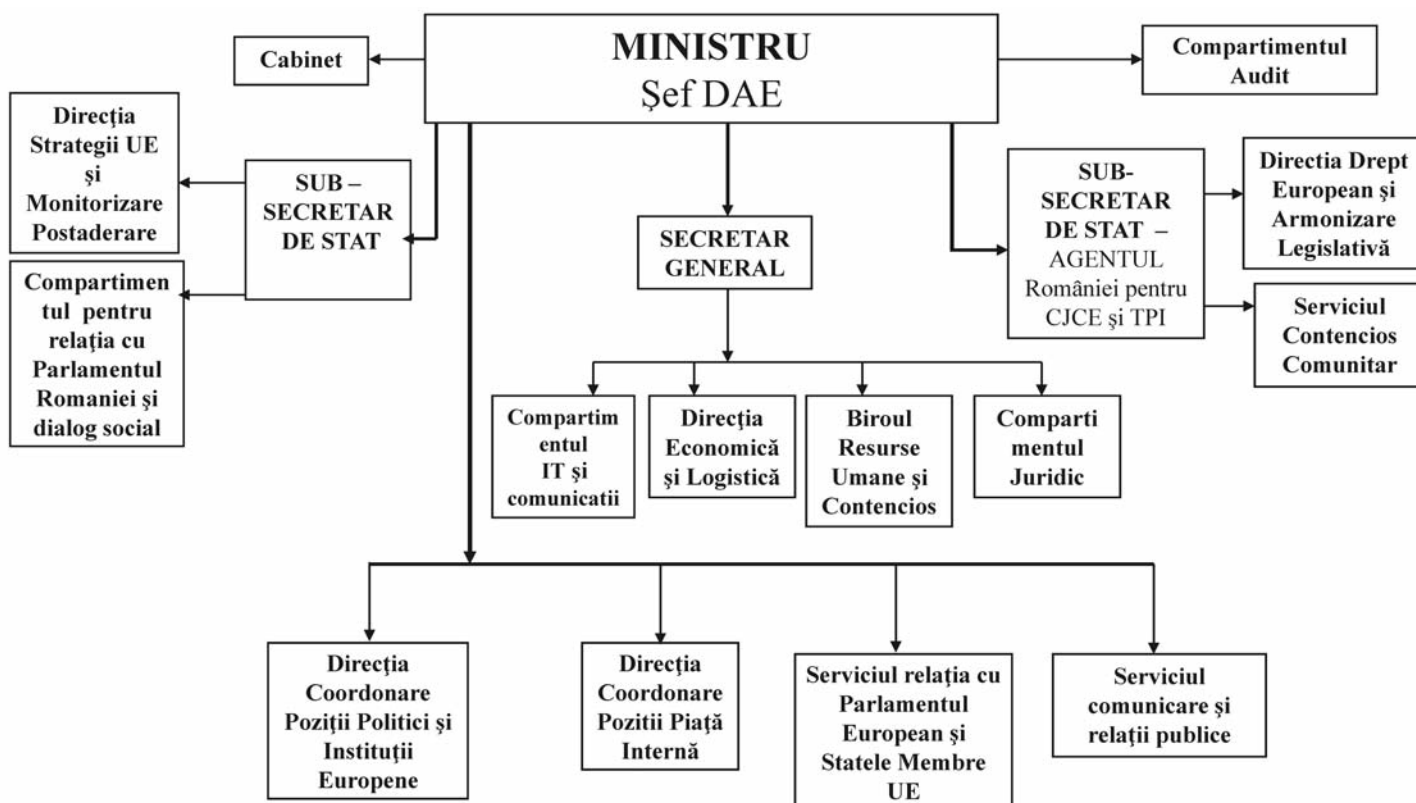 MINISTRU
Şef DAE
Cabinet
Compartimentul
Audit
Direcţia
Strategii UE
şi
Monitorizare
Postaderare
SUB –
SECRETAR
DE STAT
Compartimen
tul pentru
relaţia cu
Parlamentul
Romaniei şi
dialog social
SECRETAR
GENERAL
SUB-
SECRETAR
DE STAT –
AGENTUL
României pentru
CJCE şi TPI
Directia Drept
European şi
Armonizare
Legislativă
Serviciul
Contencios
Comunitar
Compartim
entul
IT şi
comunicatii
Direcţia
Economică
şi Logistică
Biroul
Resurse
Umane şi
Contencios
Comparti
mentul
Juridic
Direcţia
Coordonare
Poziţii Politici şi
Instituţii
Europene
Direcţia
Coordonare
Pozitii Piaţă
Internă
Serviciul relaţia cu
Parlamentul
European şi
Statele Membre
UE
Serviciul
comunicare şi
relaţii publice